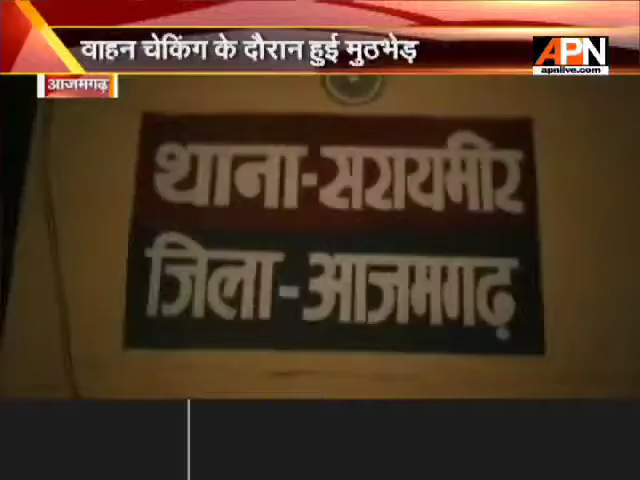 वाहन चेकिंग के दौरान हुई मुठभेड़
APN
apnlive.com
आजमगढ़
थाना-सरायमीर
जिला-आजमगढ़